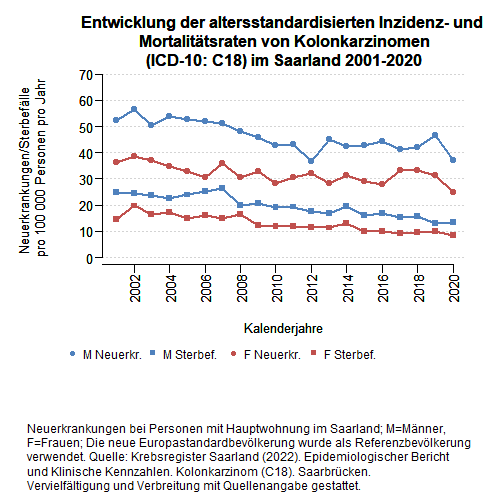 Entwicklung der altersstandardisierten Inzidenz- und
Mortalitätsraten von Kolonkarzinomen
(ICD-10: C18) im Saarland 2001-2020
Neuerkrankungen/Sterbefälle
pro 100 000 Personen pro Jahr
70
60
50
40
30
20
10
0
2002
2004
2006
2008
2010
2012
2014
2016
2018
2020
Kalenderjahre
M Neuerkr.
M Sterbef.
F Neuerkr.
F Sterbef.
Neuerkrankungen bei Personen mit Hauptwohnung im Saarland; M=Männer,
F=Frauen; Die neue Europastandardbevölkerung wurde als Referenzbevölkerung
verwendet. Quelle: Krebsregister Saarland (2022). Epidemiologischer Bericht
und Klinische Kennzahlen. Kolonkarzinom (C18). Saarbrücken.
Vervielfältigung und Verbreitung mit Quellenangabe gestattet.